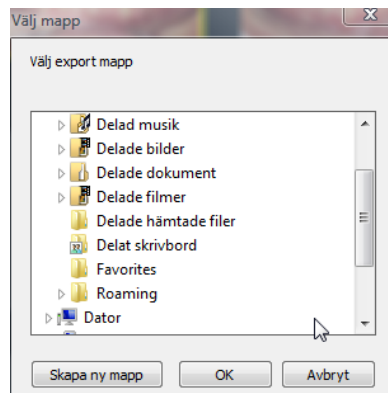 Välj mapp
Välj export mapp
Delad musik
Delade bilder
Delade dokument
Delade filmer
Delade hämtade filer
Delat skrivbord
Favorites
Roaming
Dator
Skapa ny mapp
OK
Avbryt